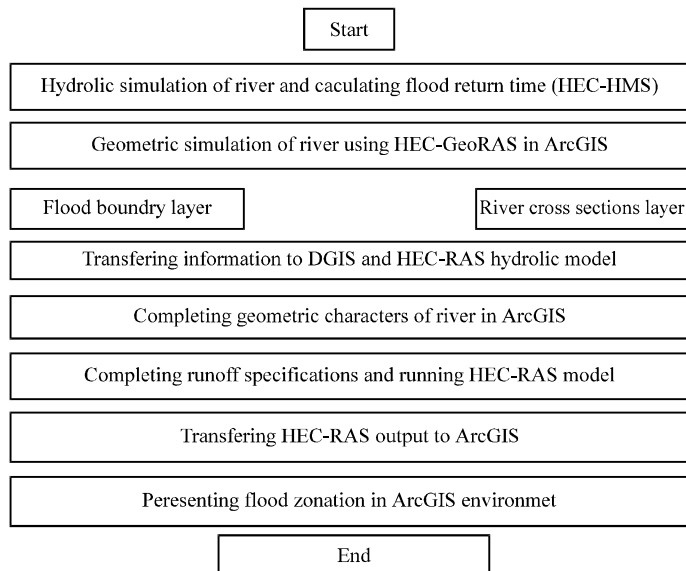 Start
Hydrolic simulation of river and caculating flood return time (HEC-HMS)
Geometric simulation of river using HEC-GeoRAS in ArcGIS
Flood boundry layer
River cross sections layer
Transfering information to DGIS and HEC-RAS hydrolic model
Completing geometric characters of river in ArcGIS
Completing runoff specifications and running HEC-RAS model
Transfering HEC-RAS output to ArcGIS
Peresenting flood zonation in ArcGIS environmet
End